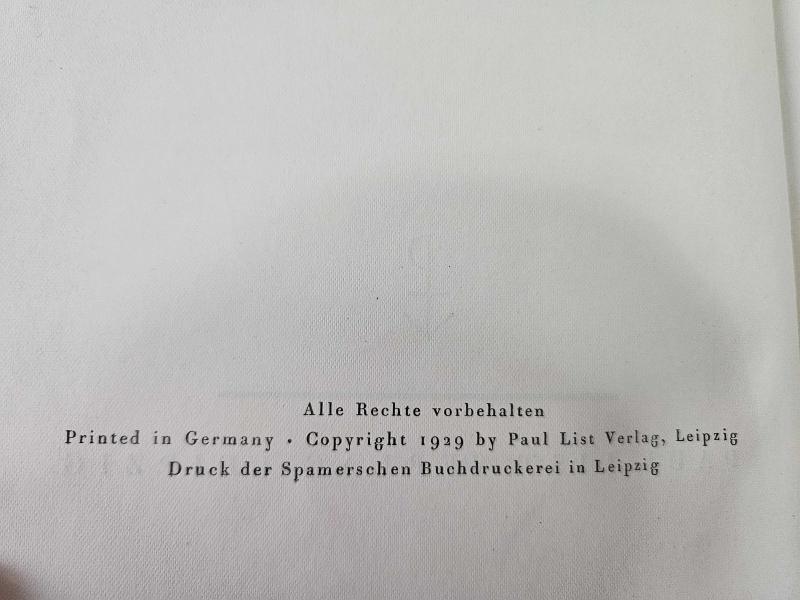 Alle Rechte vorbehalten
Printed in Germany • Copyright 1929 by Paul List Verlag, Leipzig
Druck der Spamerschen Buchdruckerei in Leipzig